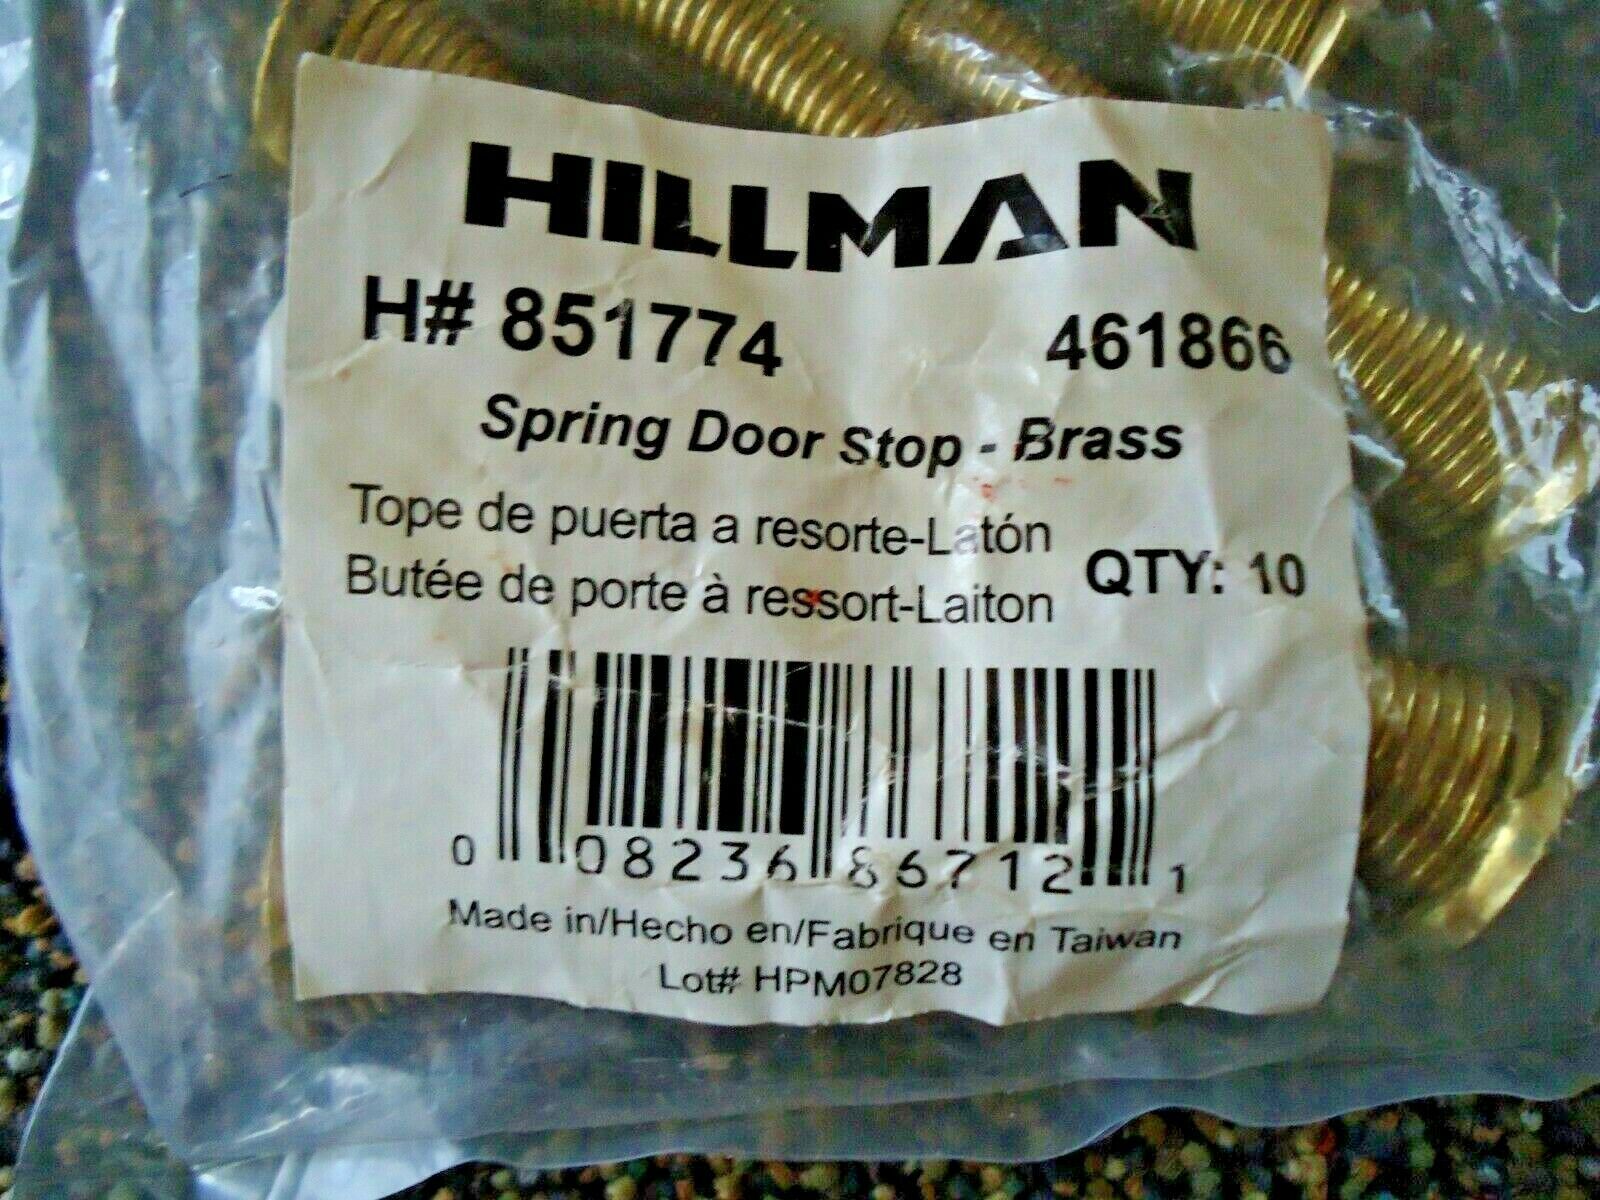 HILLMAN
H# 851774 461866
Spring Door Stop - Brass
Tope de puerta a resorte-Latón
Butée de porte à ressort-Laiton QTY: 10
0 08236 86712 1
Made in/Hecho en/Fabrique en Taiwan
Lot# HPM07828